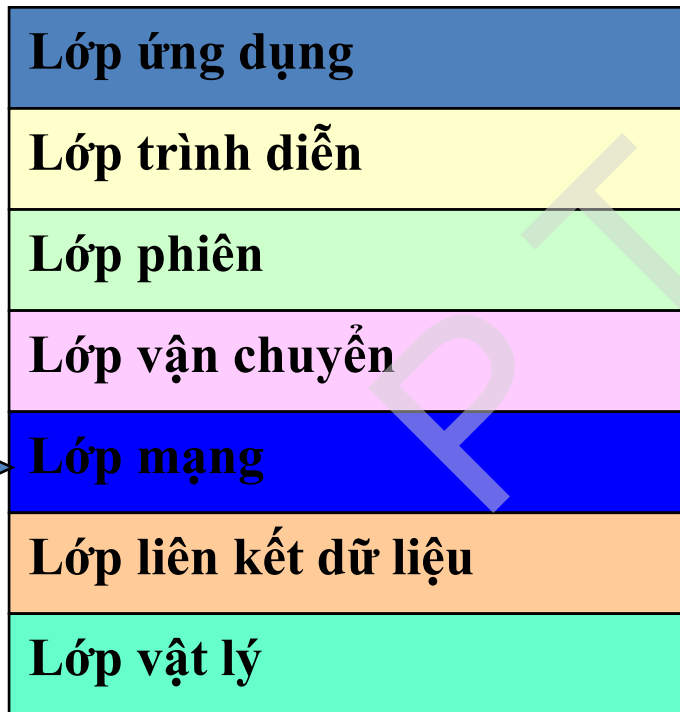 Lớp ứng dụng
Lớp trình diễn
Lớp phiên
Lớp vận chuyển
Lớp mạng
Lớp liên kết dữ liệu
Lớp vật lý
P T